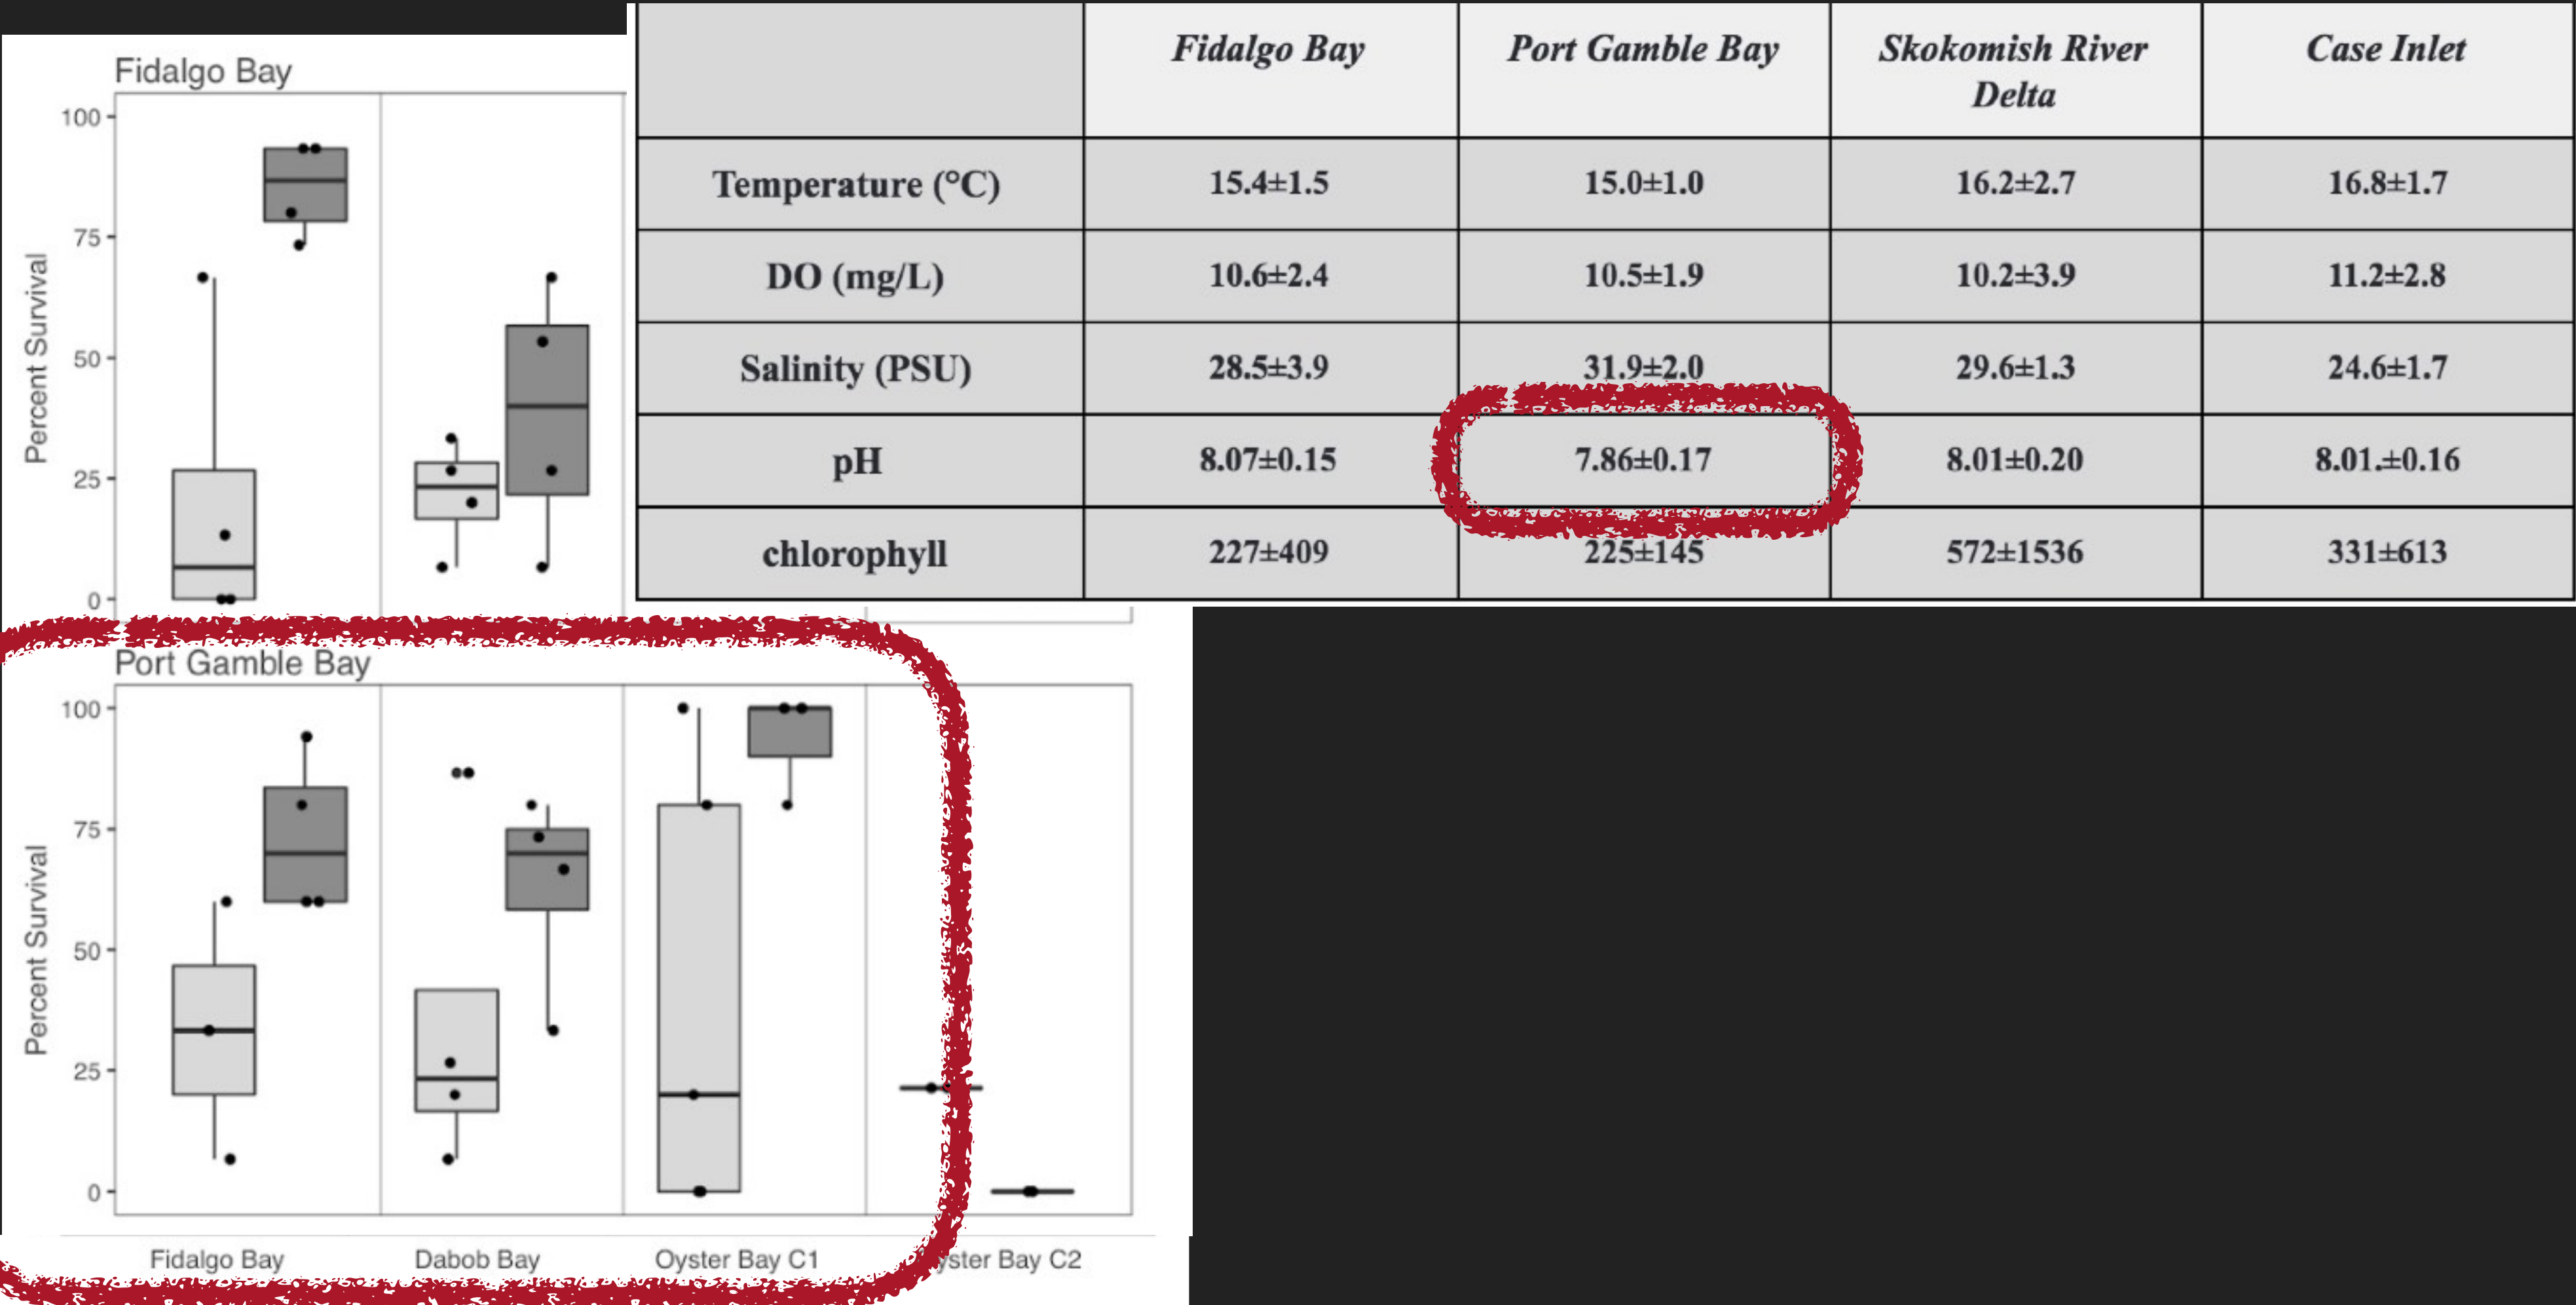 Fidalgo Bay
100
75
50
25
0
Percent Survival
Fidalgo Bay Port Gamble Bay Skokomish River Delta Case Inlet
Temperature (°C) 15.4±1.5 15.0±1.0 16.2±2.7 16.8±1.7
DO (mg/L) 10.6±2.4 10.5±1.9 10.2±3.9 11.2±2.8
Salinity (PSU) 28.5±3.9 31.9±2.0 29.6±1.3 24.6±1.7
pH 8.07±0.15 7.86±0.17 8.01±0.20 8.01.±0.16
chlorophyll 227±409 225±145 572±1536 331±613
Port Gamble Bay
100
75
50
25
0
Percent Survival
Fidalgo Bay Dabob Bay Oyster Bay C1 yster Bay C2